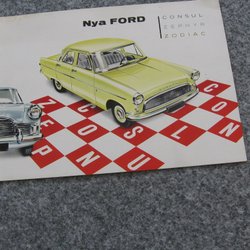 Nya FORD
CONSUL
ZEPHYR
ZODIAC
Z E P
O N
S U
S L
C O N